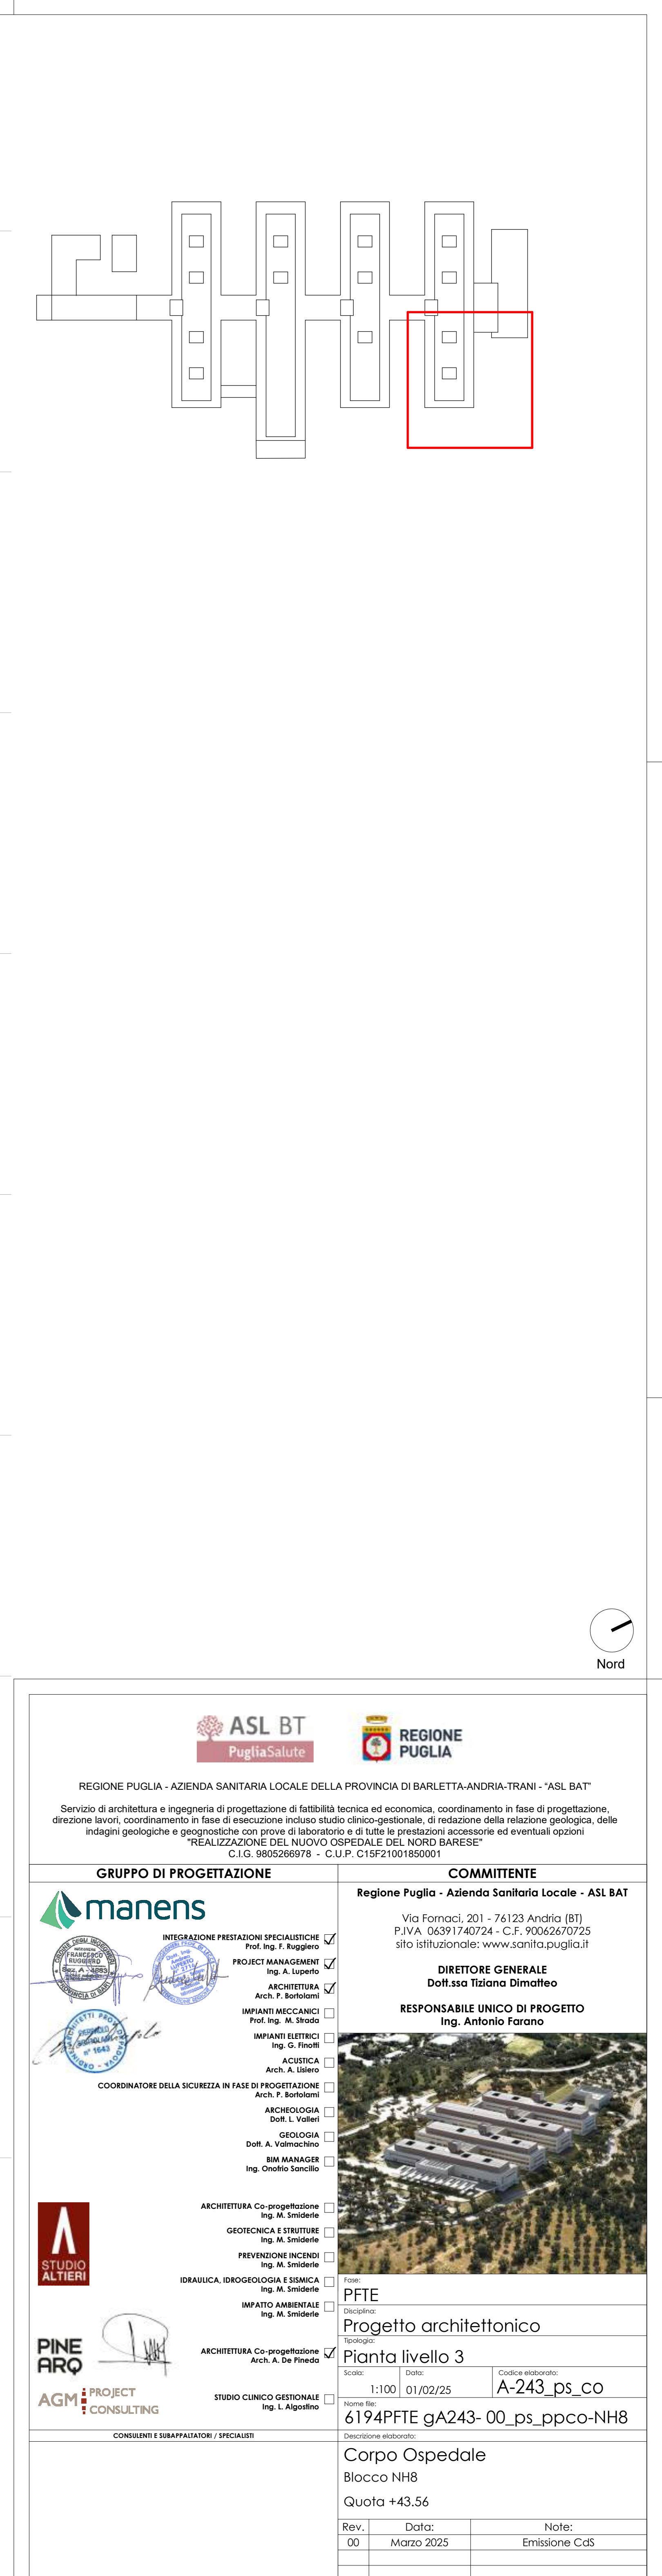 Nord
ASL BT
PugliaSalute
REGIONE
PUGLIA
REGIONE PUGLIA - AZIENDA SANITARIA LOCALE DELLA PROVINCIA DI BARLETTA-ANDRIA-TRANI - “ASL BAT”
Servizio di architettura e ingegneria di progettazione di fattibilità tecnica ed economica, coordinamento in fase di progettazione,
direzione lavori, coordinamento in fase di esecuzione incluso studio clinico-gestionale, di redazione della relazione geologica, delle
indagini geologiche e geognostiche con prove di laboratorio e di tutte le prestazioni accessorie ed eventuali opzioni
"REALIZZAZIONE DEL NUOVO OSPEDALE DEL NORD BARESE"
C.I.G. 9805266978 - C.U.P. C15F21001850001
GRUPPO DI PROGETTAZIONE
manens
INTEGRAZIONE PRESTAZIONI SPECIALISTICHE
Prof. Ing. F. Ruggiero
PROJECT MANAGEMENT
Ing. A. Luperto
ARCHITETTURA
Arch. P. Bortolami
IMPIANTI MECCANICI
Prof. Ing. M. Strada
IMPIANTI ELETTRICI
Ing. G. Finotti
ACUSTICA
Arch. A. Lisiero
COORDINATORE DELLA SICUREZZA IN FASE DI PROGETTAZIONE
Arch. P. Bortolami
ARCHEOLOGIA
Dott. L. Valleri
GEOLOGIA
Dott. A. Valmachino
BIM MANAGER
Ing. Onofrio Sancilio
STUDIO
ALTIERI
ARCHITETTURA Co-progettazione
Ing. M. Smiderle
GEOTECNICA E STRUTTURE
Ing. M. Smiderle
PREVENZIONE INCENDI
Ing. M. Smiderle
IDRAULICA, IDROGEOLOGIA E SISMICA
Ing. M. Smiderle
IMPATTO AMBIENTALE
Ing. M. Smiderle
PINE
ARQ
ARCHITETTURA Co-progettazione
Arch. A. De Pineda
AGM PROJECT
CONSULTING
STUDIO CLINICO GESTIONALE
Ing. L. Algostino
CONSULENTI E SUBAPPALTATORI / SPECIALISTI
COMMITTENTE
Regione Puglia - Azienda Sanitaria Locale - ASL BAT
Via Fornaci, 201 - 76123 Andria (BT)
P.IVA 06391740724 - C.F. 90062670725
sito istituzionale: www.sanita.puglia.it
DIRETTORE GENERALE
Dott.ssa Tiziana Dimatteo
RESPONSABILE UNICO DI PROGETTO
Ing. Antonio Farano
Fase:
PFTE
Disciplina:
Progetto architettonico
Tipologia:
Pianta livello 3
Scala: Data: Codice elaborato:
1:100 01/02/25 A-243_ps_co
Nome file:
6194PFTE gA243- 00_ps_ppco-NH8
Descrizione elaborato:
Corpo Ospedale
Blocco NH8
Quota +43.56
Rev. Data: Note:
00 Marzo 2025 Emissione CdS